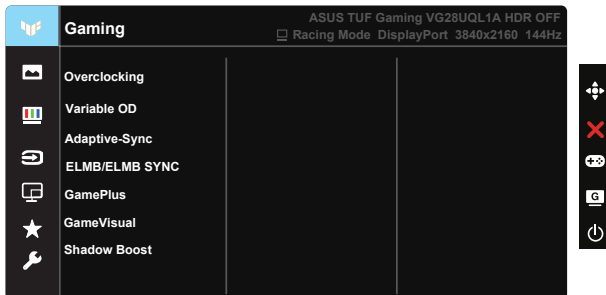 Gaming
ASUS TUF Gaming VG28UQL1A HDR OFF
Racing Mode DisplayPort 3840x2160 144Hz
Overclocking
Variable OD
Adaptive-Sync
ELMB/ELMB SYNC
GamePlus
GameVisual
Shadow Boost
G